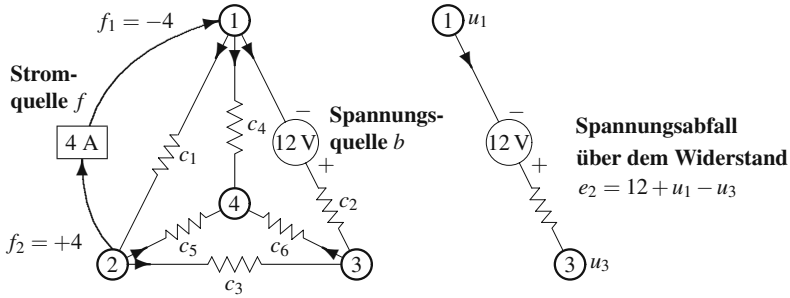 f₁ = −4
1
Strom-
quelle f
4 A
c₁
c₄
−
12 V
+
Spannungs-
quelle b
c₂
4
f₂ = +4
2
c₅
c₆
3
c₃
1 u₁
−
12 V
+
3 u₃
Spannungsabfall
über dem Widerstand
e₂ = 12 + u₁ − u₃